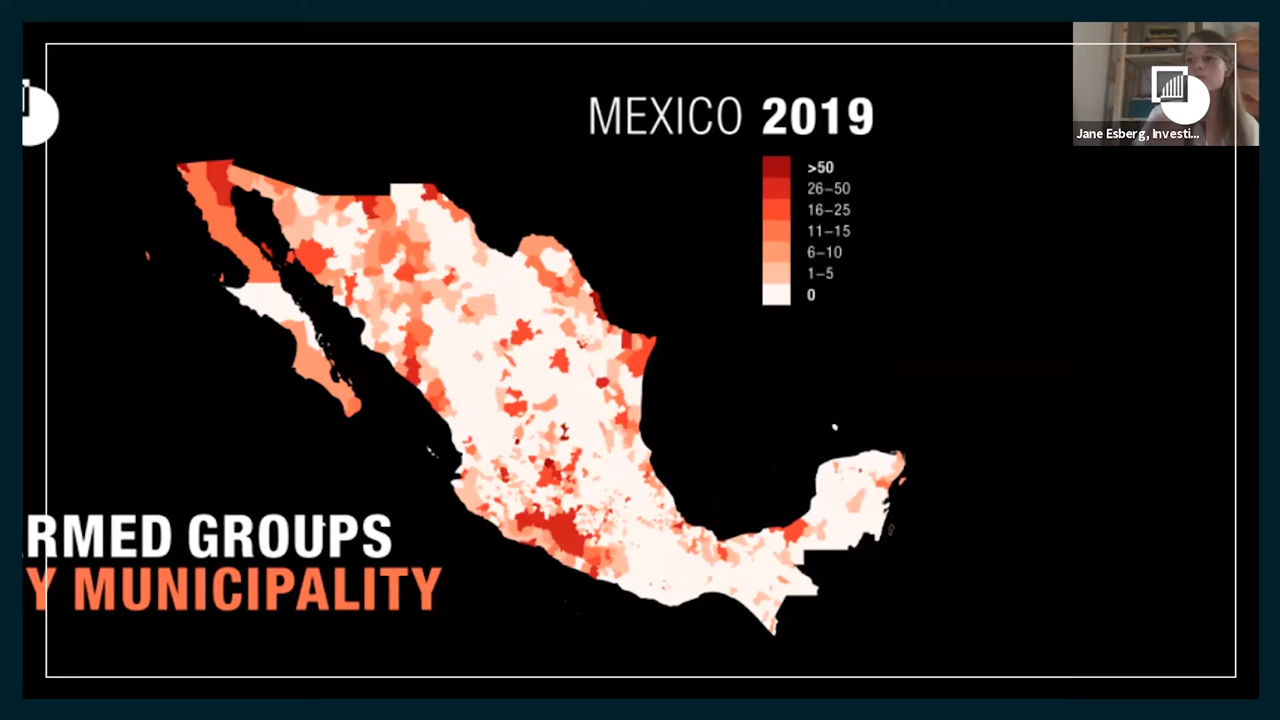 Jane Esberg, Investi...
MEXICO 2019
>50
26–50
16–25
11–15
6–10
1–5
0
RMED GROUPS
Y MUNICIPALITY